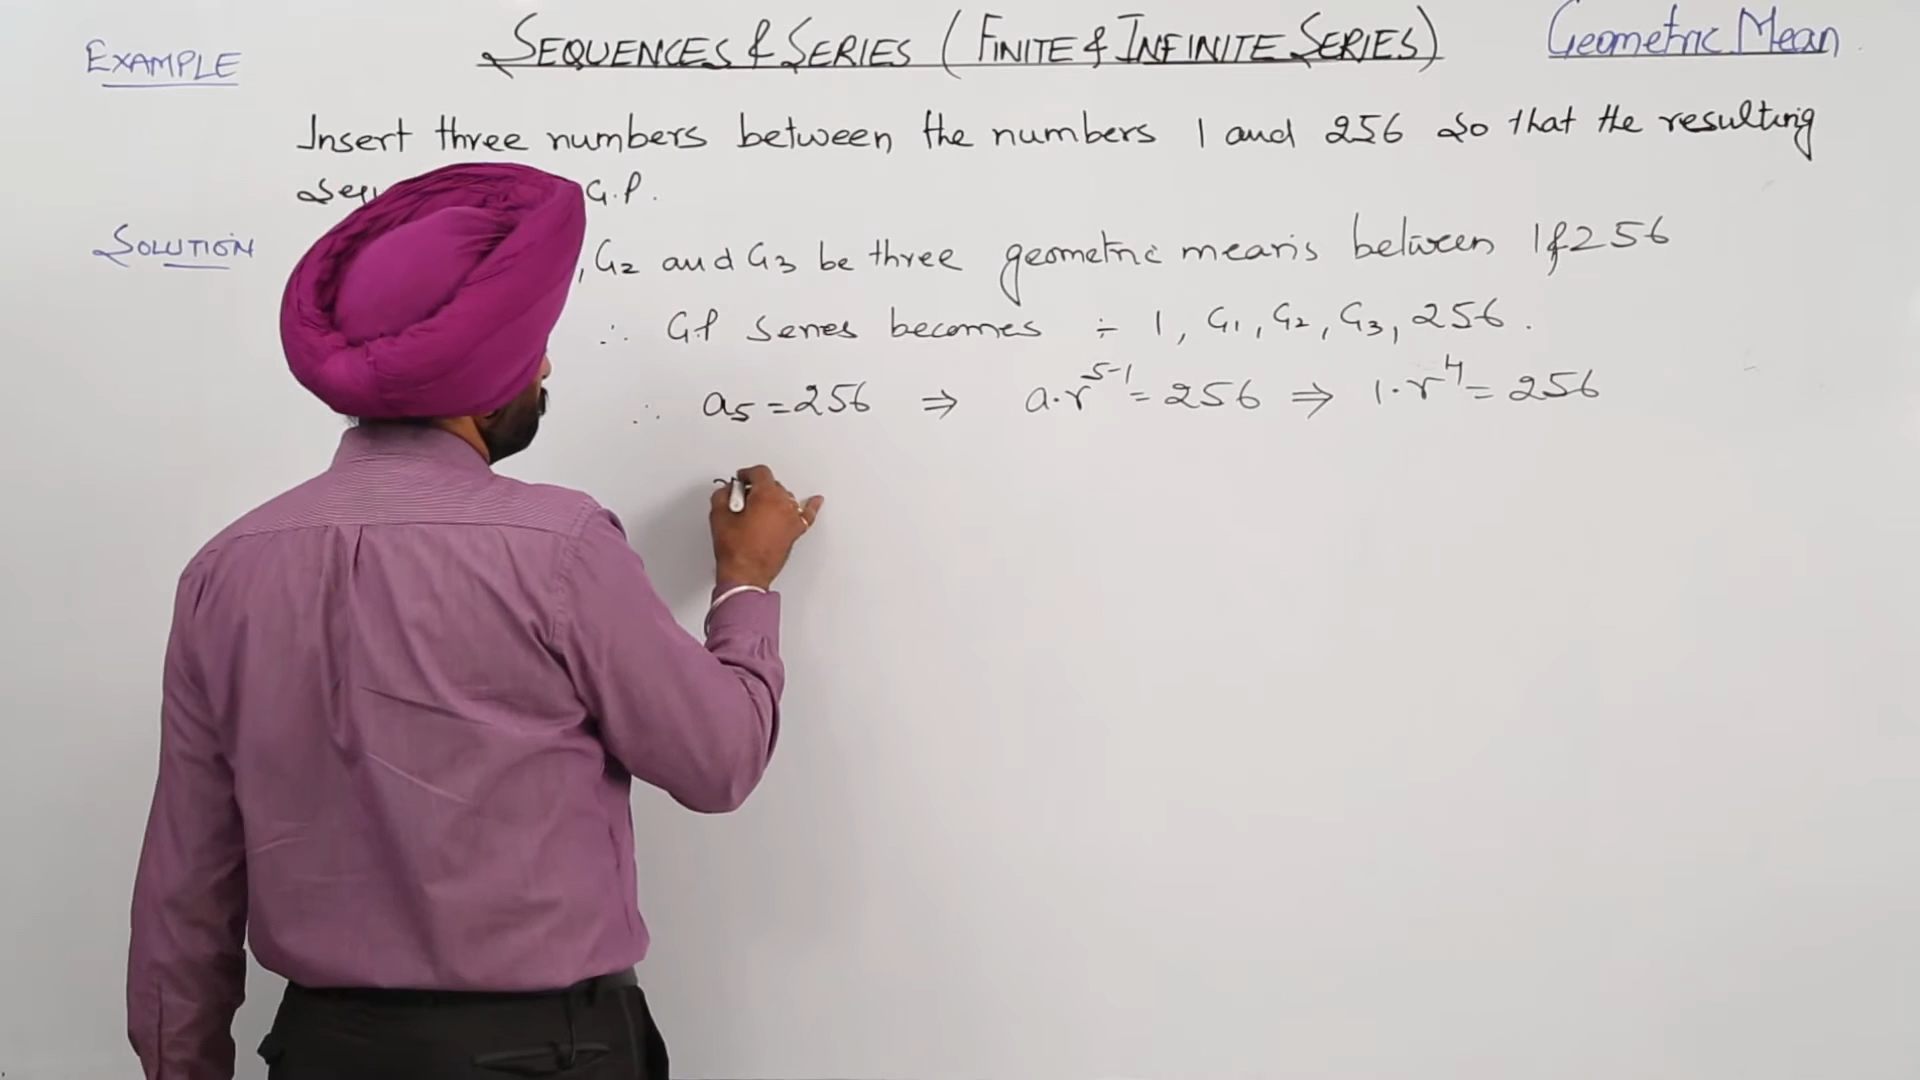 EXAMPLE
SEQUENCES & SERIES (FINITE & INFINITE SERIES)
Geometric Mean
Insert three numbers between the numbers 1 and 256 so that the resulting
G.P.
SOLUTION
, G2 and G3 be three geometric means between 1 & 256
∴ G.P series becomes ÷ 1, G1, G2, G3, 256.
∴ a5 = 256 ⇒ a·r^5-1 = 256 ⇒ 1·r^4 = 256